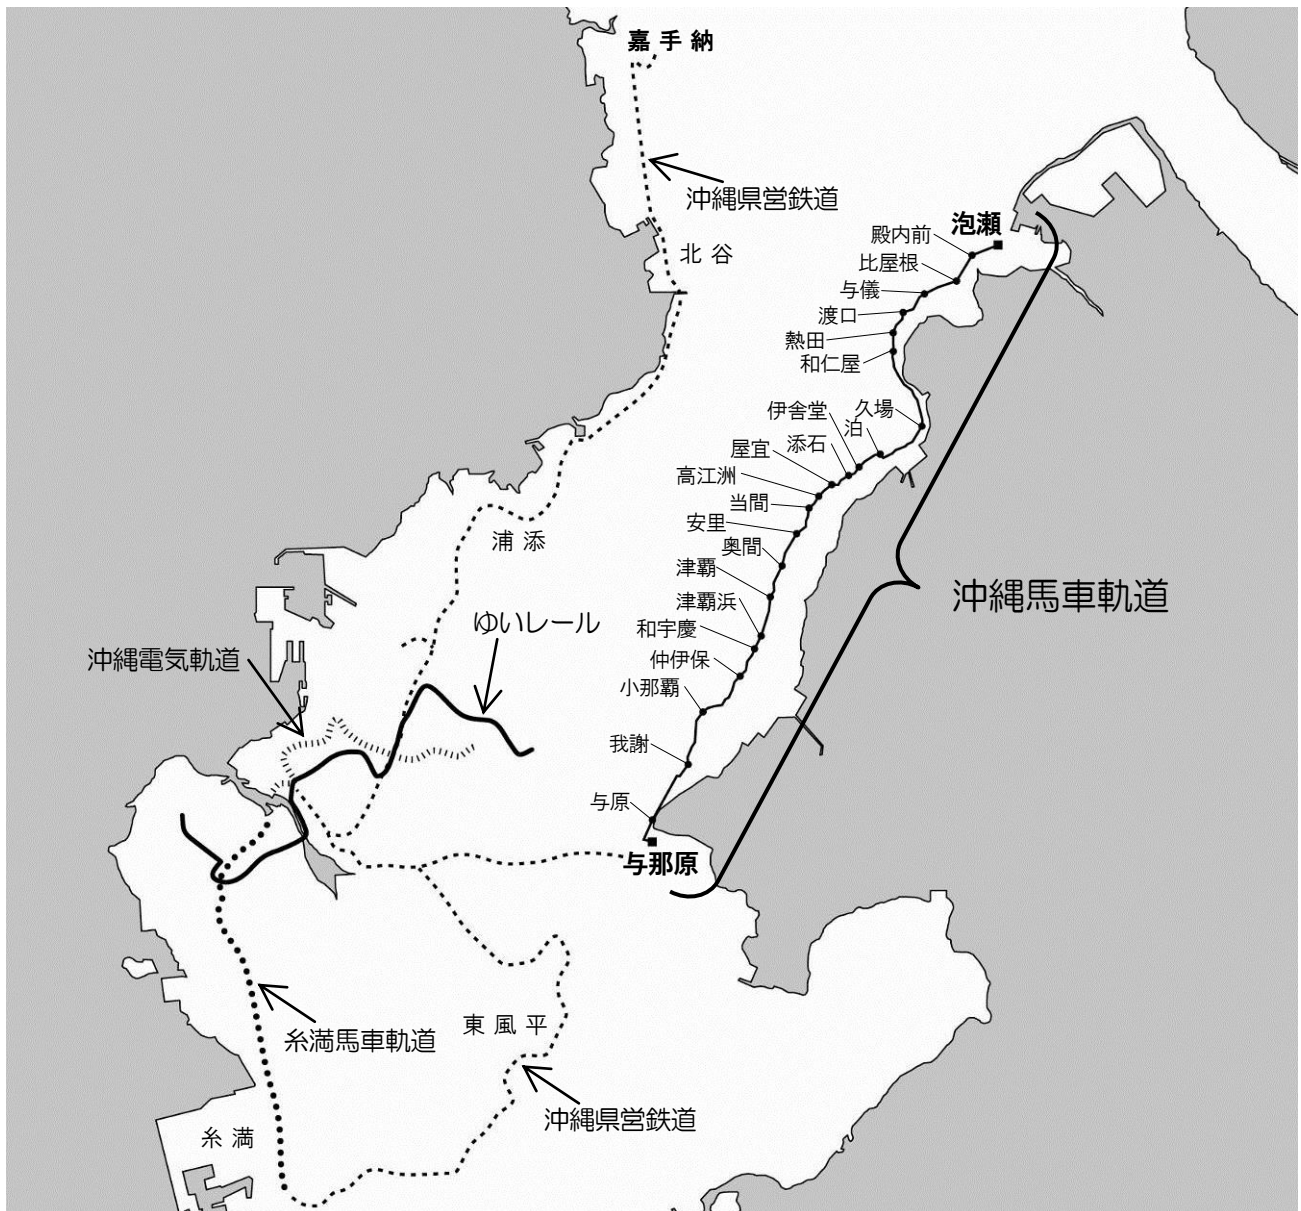 嘉手納
沖縄県営鉄道
北谷
泡瀬
殿内前
比屋根
与儀
渡口
熱田
和仁屋
久場
伊舎堂
泊
添石
屋宜
高江洲
当間
安里
奥間
津覇
津覇浜
和宇慶
仲伊保
小那覇
我謝
与原
与那原
沖縄馬車軌道
浦添
ゆいレール
沖縄電気軌道
東風平
糸満馬車軌道
沖縄県営鉄道
糸満